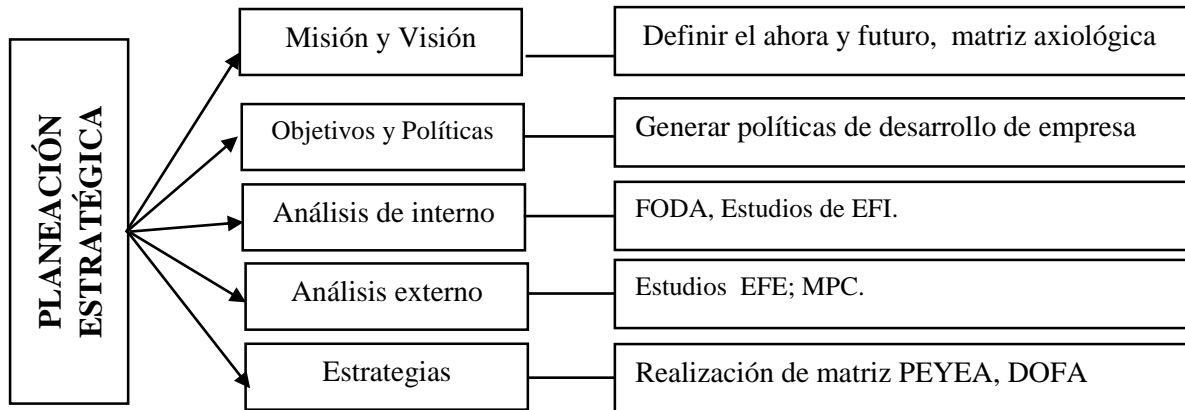 PLANEACIÓN
ESTRATÉGICA
Misión y Visión
Definir el ahora y futuro, matriz axiológica
Objetivos y Políticas
Generar políticas de desarrollo de empresa
Análisis de interno
FODA, Estudios de EFI.
Análisis externo
Estudios EFE; MPC.
Estrategias
Realización de matriz PEYEA, DOFA